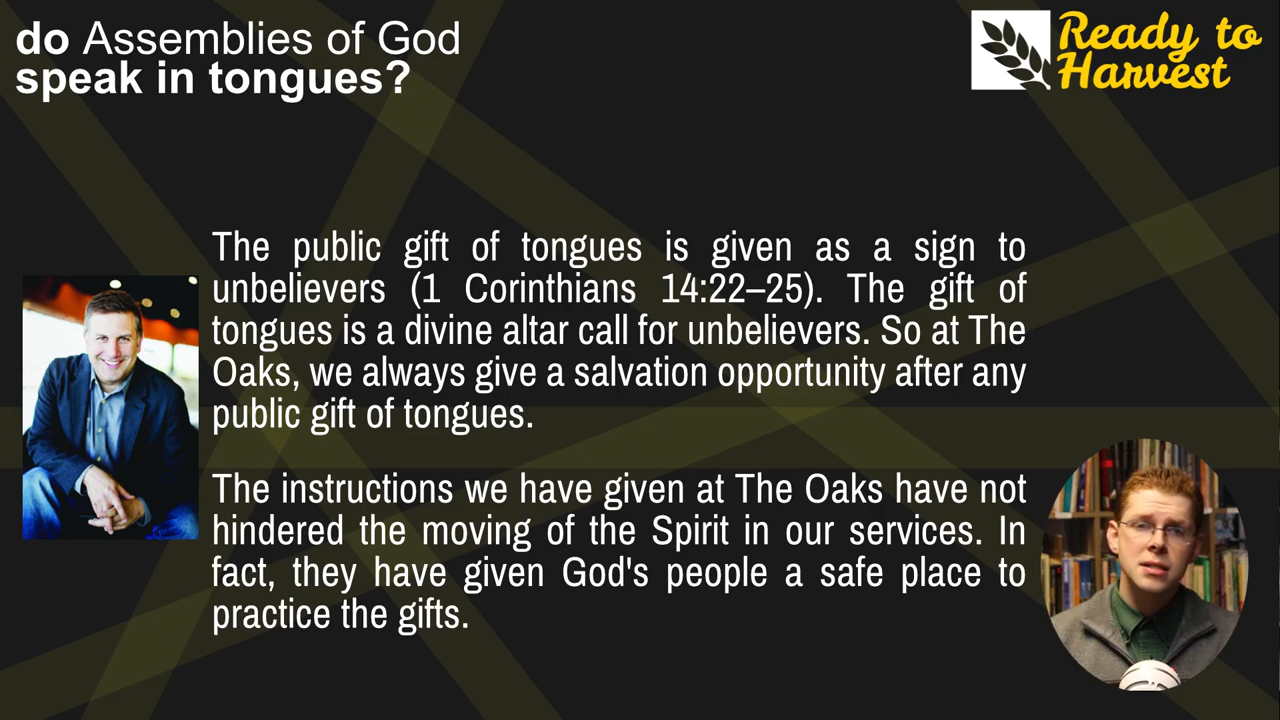 do Assemblies of God
speak in tongues?
Ready to
Harvest
The public gift of tongues is given as a sign to
unbelievers (1 Corinthians 14:22–25). The gift of
tongues is a divine altar call for unbelievers. So at The
Oaks, we always give a salvation opportunity after any
public gift of tongues.
The instructions we have given at The Oaks have not
hindered the moving of the Spirit in our services. In
fact, they have given God's people a safe place to
practice the gifts.